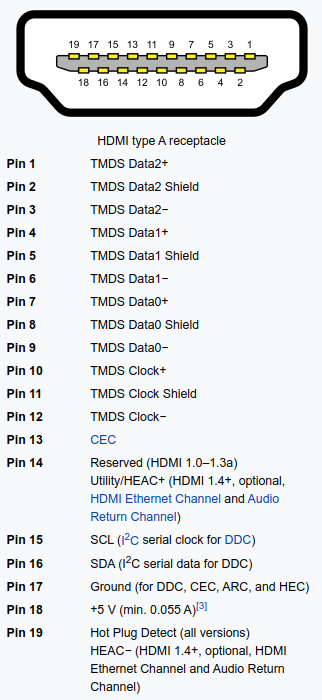 19 17 15 13 11 9 7 5 3 1
18 16 14 12 10 8 6 4 2
HDMI type A receptacle
Pin 1 TMDS Data2+
Pin 2 TMDS Data2 Shield
Pin 3 TMDS Data2−
Pin 4 TMDS Data1+
Pin 5 TMDS Data1 Shield
Pin 6 TMDS Data1−
Pin 7 TMDS Data0+
Pin 8 TMDS Data0 Shield
Pin 9 TMDS Data0−
Pin 10 TMDS Clock+
Pin 11 TMDS Clock Shield
Pin 12 TMDS Clock−
Pin 13 CEC
Pin 14 Reserved (HDMI 1.0–1.3a)
Utility/HEAC+ (HDMI 1.4+, optional,
HDMI Ethernet Channel and Audio
Return Channel)
Pin 15 SCL (I²C serial clock for DDC)
Pin 16 SDA (I²C serial data for DDC)
Pin 17 Ground (for DDC, CEC, ARC, and HEC)
Pin 18 +5 V (min. 0.055 A)[3]
Pin 19 Hot Plug Detect (all versions)
HEAC− (HDMI 1.4+, optional, HDMI
Ethernet Channel and Audio Return
Channel)